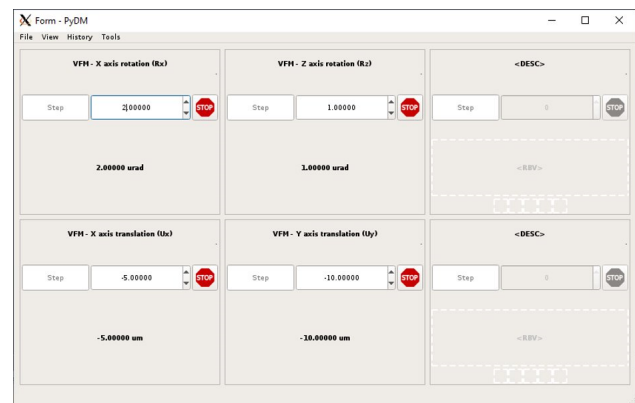 Form - PyDM
File View History Tools
VFM - X axis rotation (Rx)
VFM - Z axis rotation (Rz)
<DESC>
Step 2.00000 STOP
Step 1.00000 STOP
Step 0 STOP
2.00000 urad
1.00000 urad
<RBV>
VFM - X axis translation (Ux)
VFM - Y axis translation (Uy)
<DESC>
Step -5.00000 STOP
Step -10.00000 STOP
Step 0 STOP
-5.00000 um
-10.00000 um
<RBV>